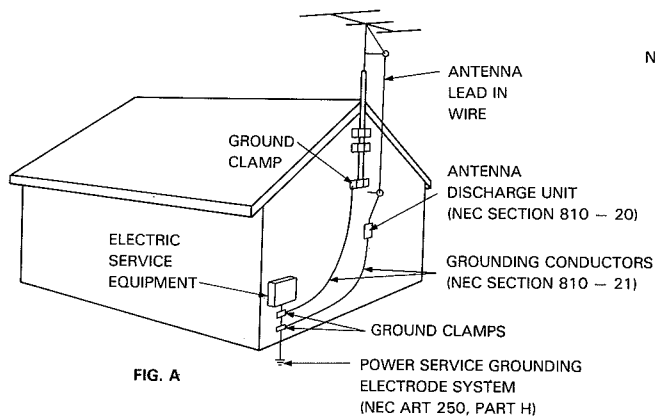 N
ANTENNA
LEAD IN
WIRE
GROUND
CLAMP
ANTENNA
DISCHARGE UNIT
(NEC SECTION 810 – 20)
ELECTRIC
SERVICE
EQUIPMENT
GROUNDING CONDUCTORS
(NEC SECTION 810 – 21)
GROUND CLAMPS
FIG. A
POWER SERVICE GROUNDING
ELECTRODE SYSTEM
(NEC ART 250, PART H)